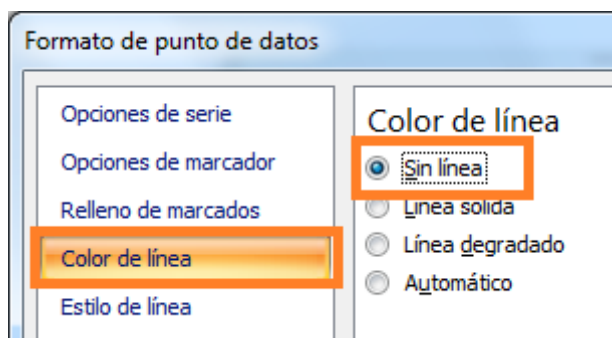 Formato de punto de datos
Opciones de serie
Opciones de marcador
Relleno de marcados
Color de línea
Estilo de línea
Color de línea
Sin línea
Línea sólida
Línea degradado
Automático